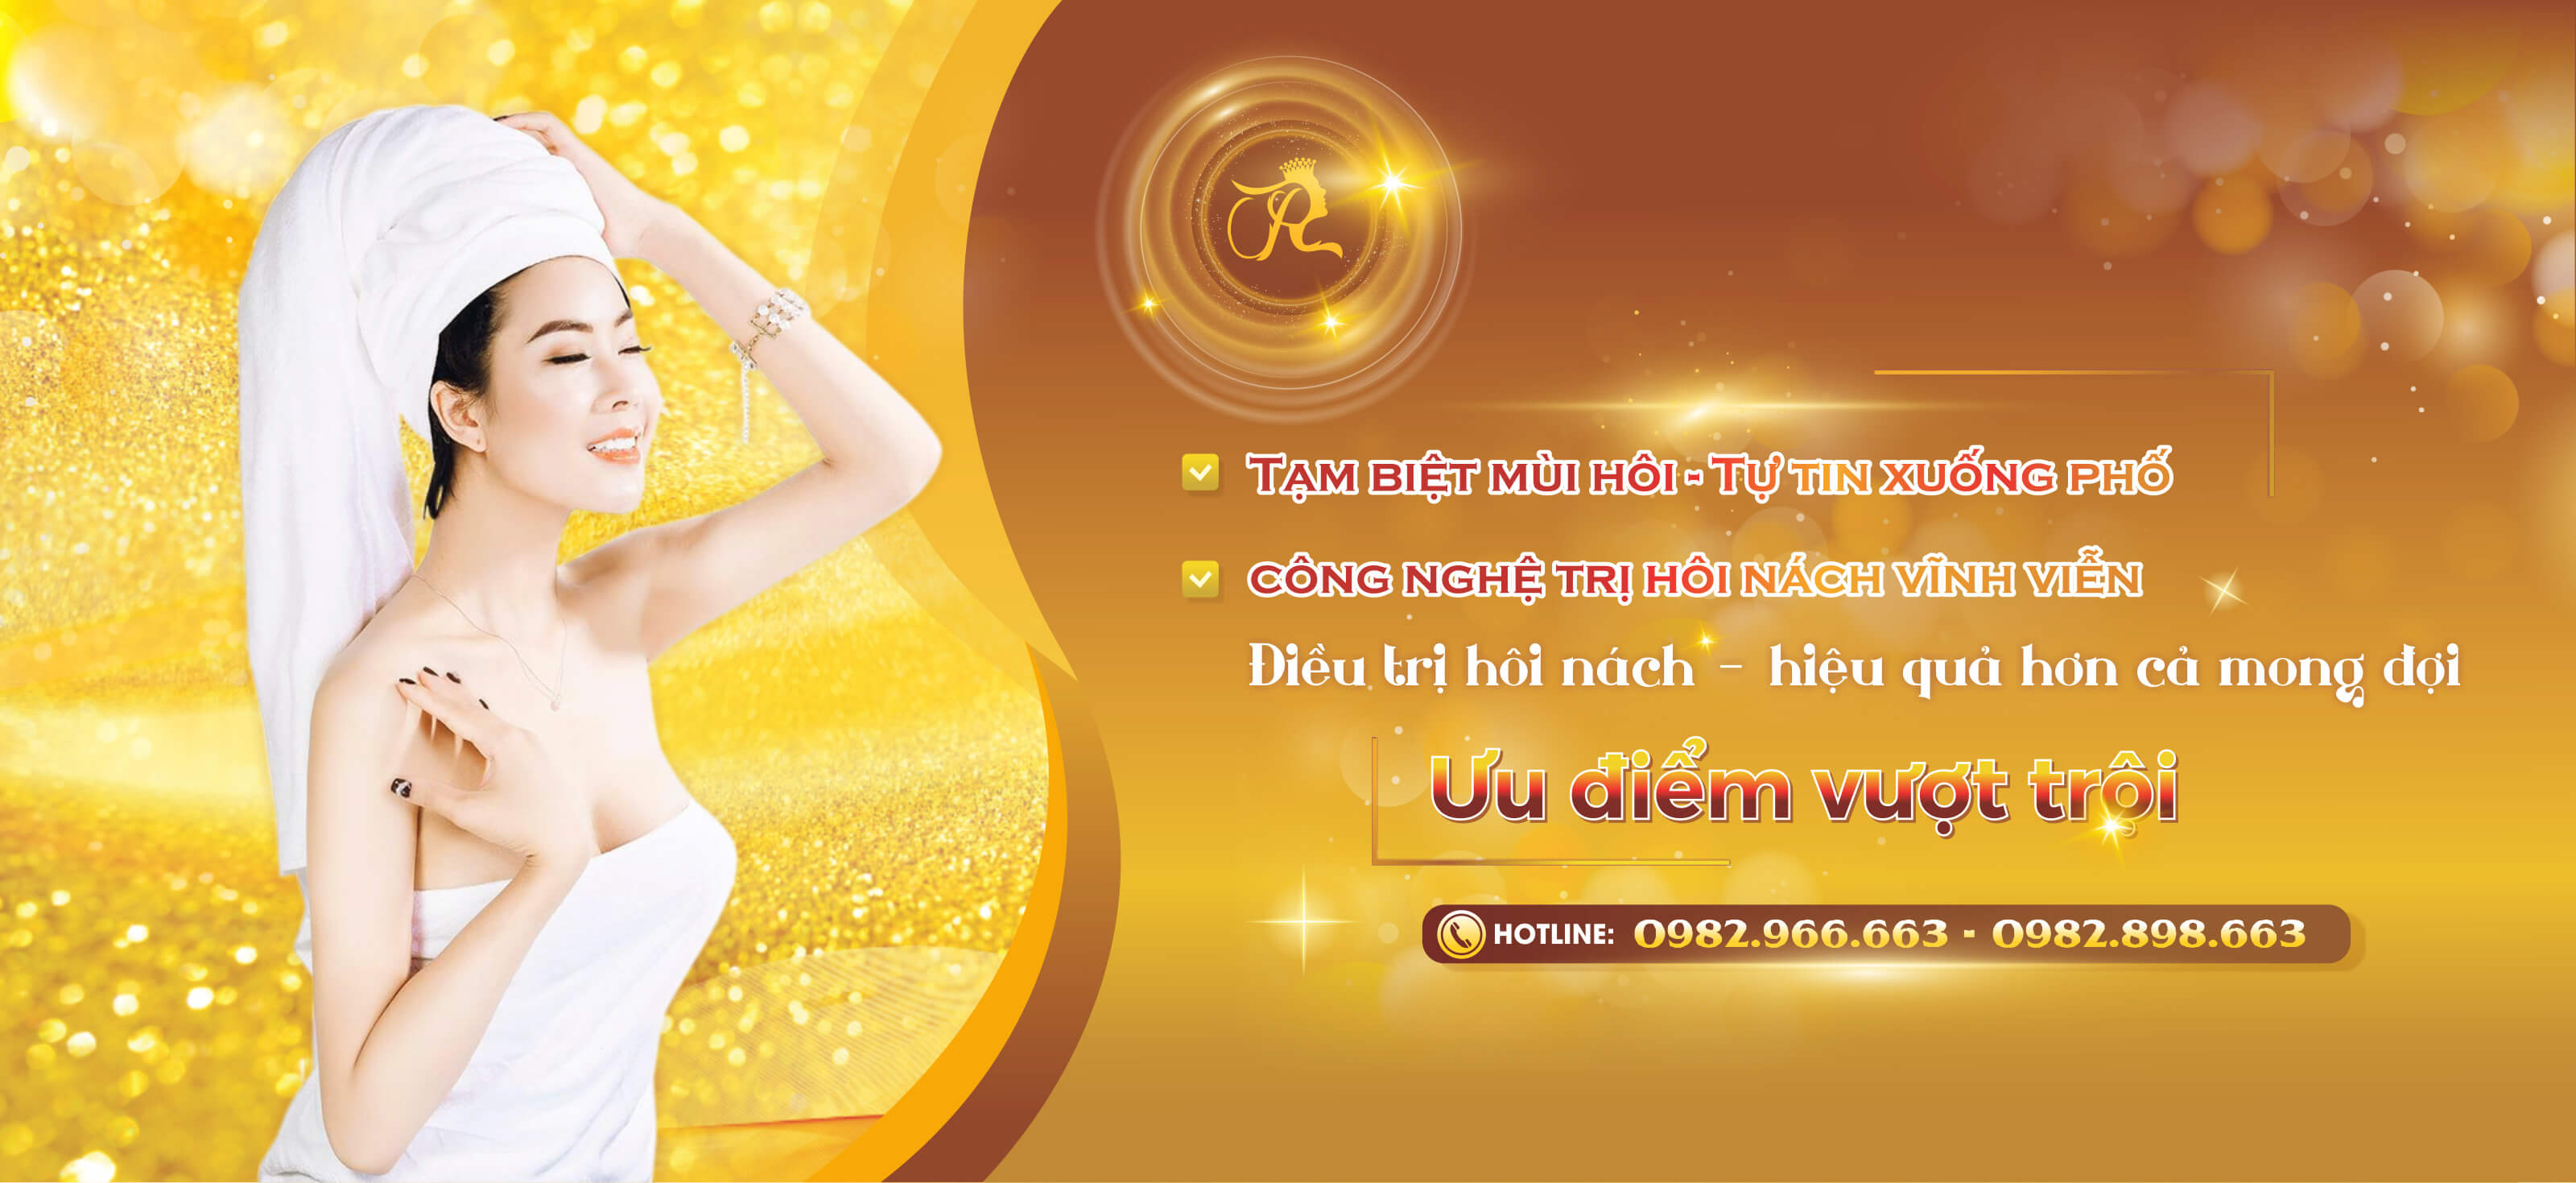 TẠM BIỆT MÙI HÔI - TỰ TIN XUỐNG PHỐ
CÔNG NGHỆ TRỊ HÔI NÁCH VĨNH VIỄN
Điều trị hôi nách - hiệu quả hơn cả mong đợi
Ưu điểm vượt trội
HOTLINE: 0982.966.663 - 0982.898.663